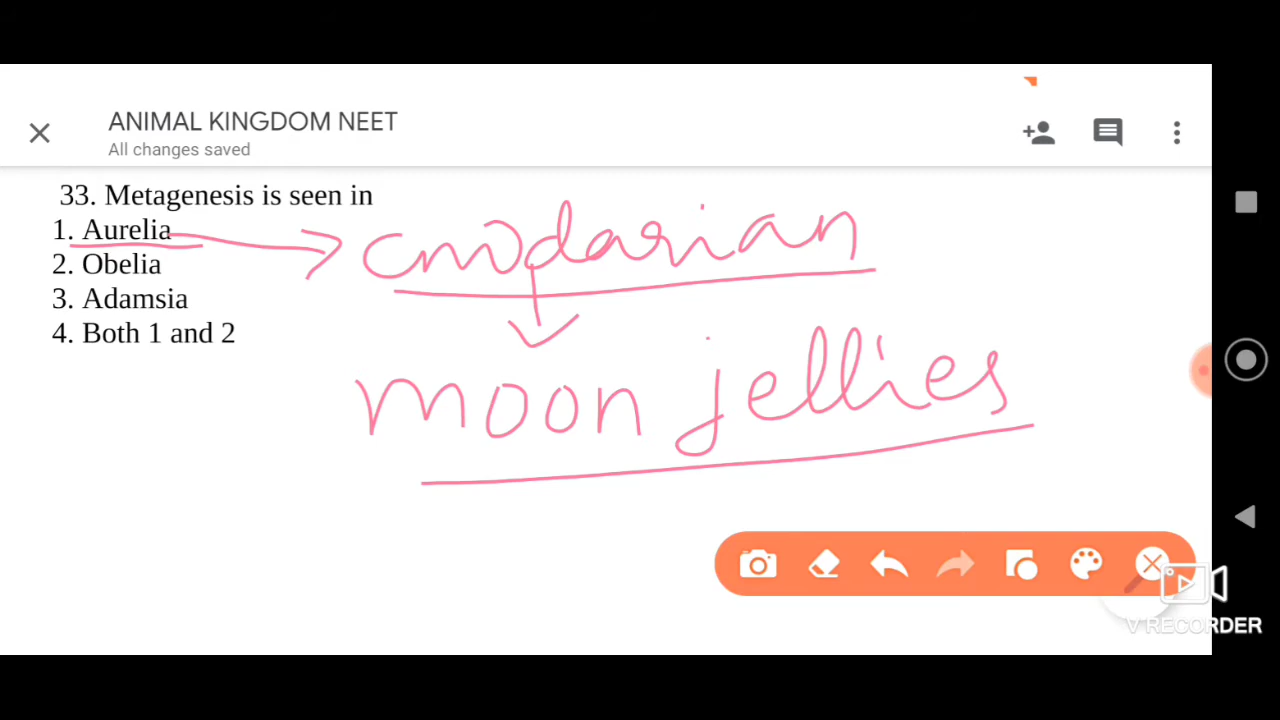 ANIMAL KINGDOM NEET
All changes saved
33. Metagenesis is seen in
1. Aurelia
2. Obelia
3. Adamsia
4. Both 1 and 2
cnidarian
moon jellies
V RECORDER